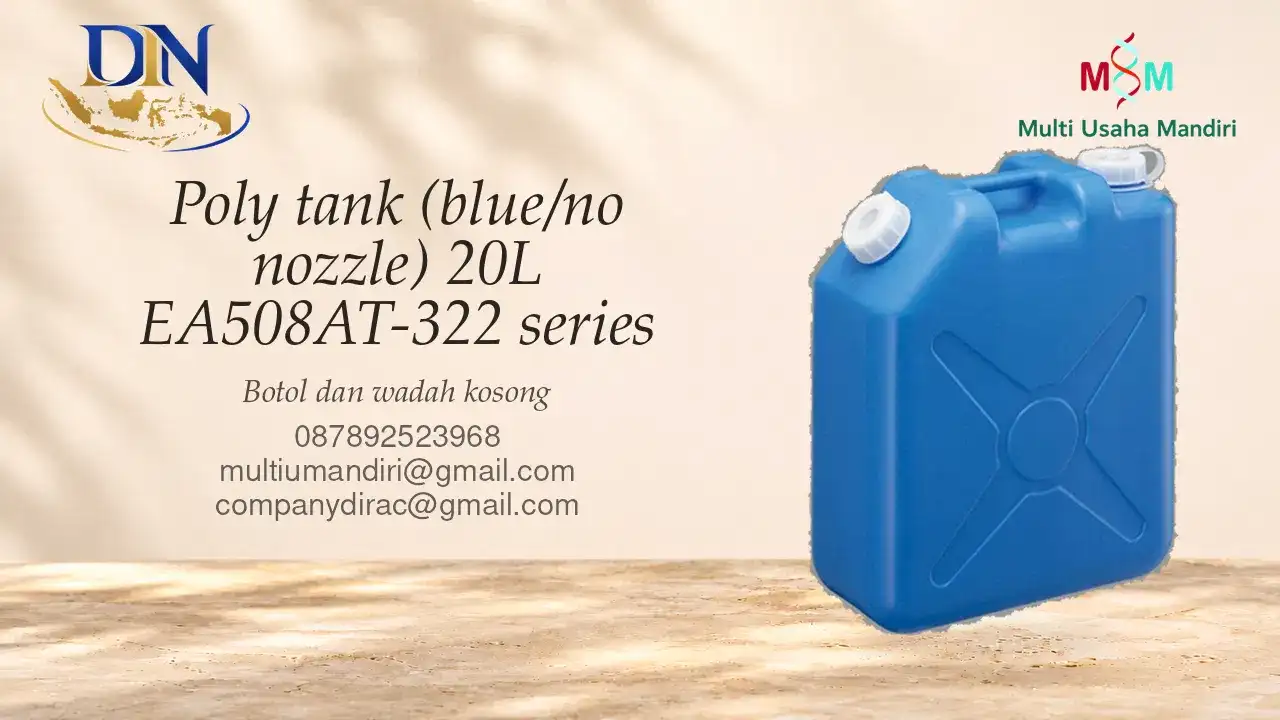 DIN
M M
Multi Usaha Mandiri
Poly tank (blue/no
nozzle) 20L
EA508AT-322 series
Botol dan wadah kosong
087892523968
multiumandiri@gmail.com
companydirac@gmail.com